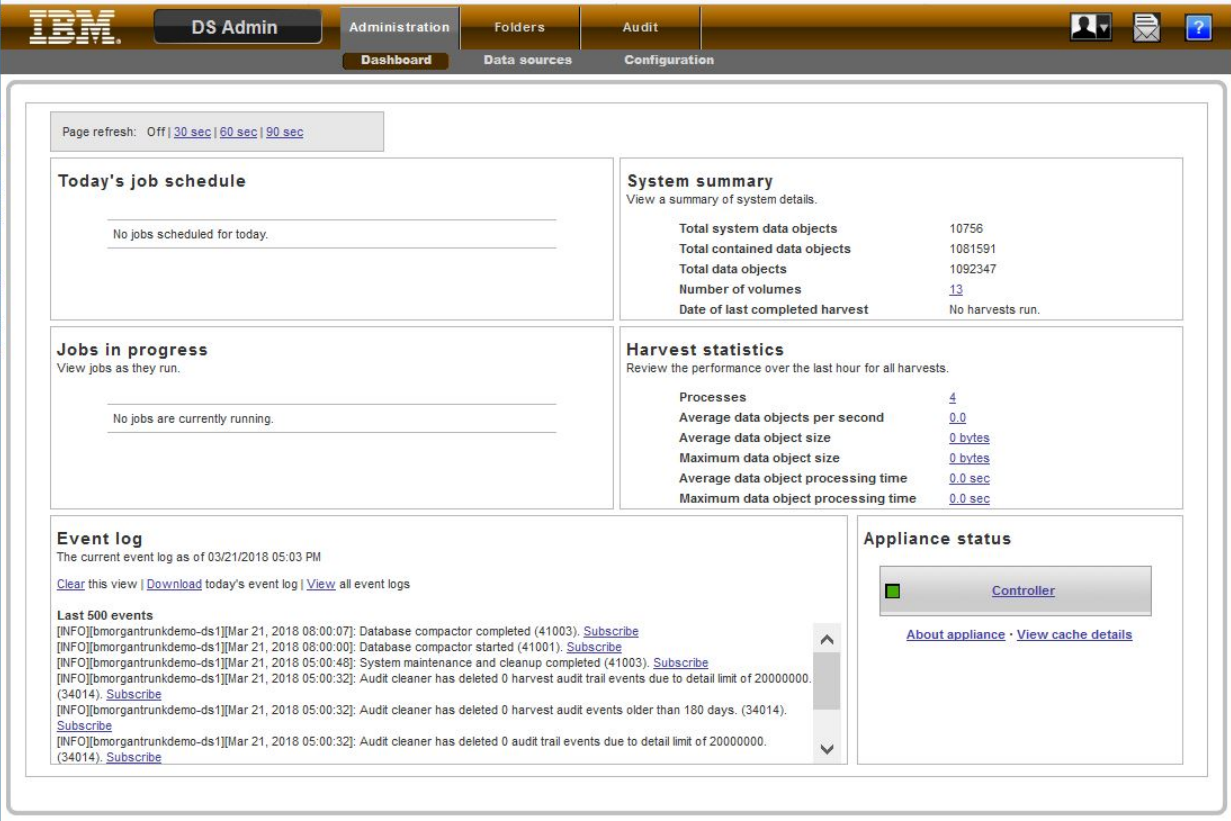 IBM.
DS Admin
Administration
Folders
Audit
?
Dashboard
Data sources
Configuration
Page refresh: Off | 30 sec | 60 sec | 90 sec
Today's job schedule
No jobs scheduled for today.
System summary
View a summary of system details.
Total system data objects 10756
Total contained data objects 1081591
Total data objects 1092347
Number of volumes 13
Date of last completed harvest No harvests run.
Jobs in progress
View jobs as they run.
No jobs are currently running.
Harvest statistics
Review the performance over the last hour for all harvests.
Processes 4
Average data objects per second 0.0
Average data object size 0 bytes
Maximum data object size 0 bytes
Average data object processing time 0.0 sec
Maximum data object processing time 0.0 sec
Event log
The current event log as of 03/21/2018 05:03 PM
Clear this view | Download today's event log | View all event logs
Last 500 events
[INFO][bmorgantrunkdemo-ds1][Mar 21, 2018 08:00:07]: Database compactor completed (41003). Subscribe
[INFO][bmorgantrunkdemo-ds1][Mar 21, 2018 08:00:00]: Database compactor started (41001). Subscribe
[INFO][bmorgantrunkdemo-ds1][Mar 21, 2018 05:00:48]: System maintenance and cleanup completed (41003). Subscribe
[INFO][bmorgantrunkdemo-ds1][Mar 21, 2018 05:00:32]: Audit cleaner has deleted 0 harvest audit trail events due to detail limit of 20000000.
(34014). Subscribe
[INFO][bmorgantrunkdemo-ds1][Mar 21, 2018 05:00:32]: Audit cleaner has deleted 0 harvest audit events older than 180 days. (34014).
Subscribe
[INFO][bmorgantrunkdemo-ds1][Mar 21, 2018 05:00:32]: Audit cleaner has deleted 0 audit trail events due to detail limit of 20000000.
(34014). Subscribe
Appliance status
Controller
About appliance · View cache details